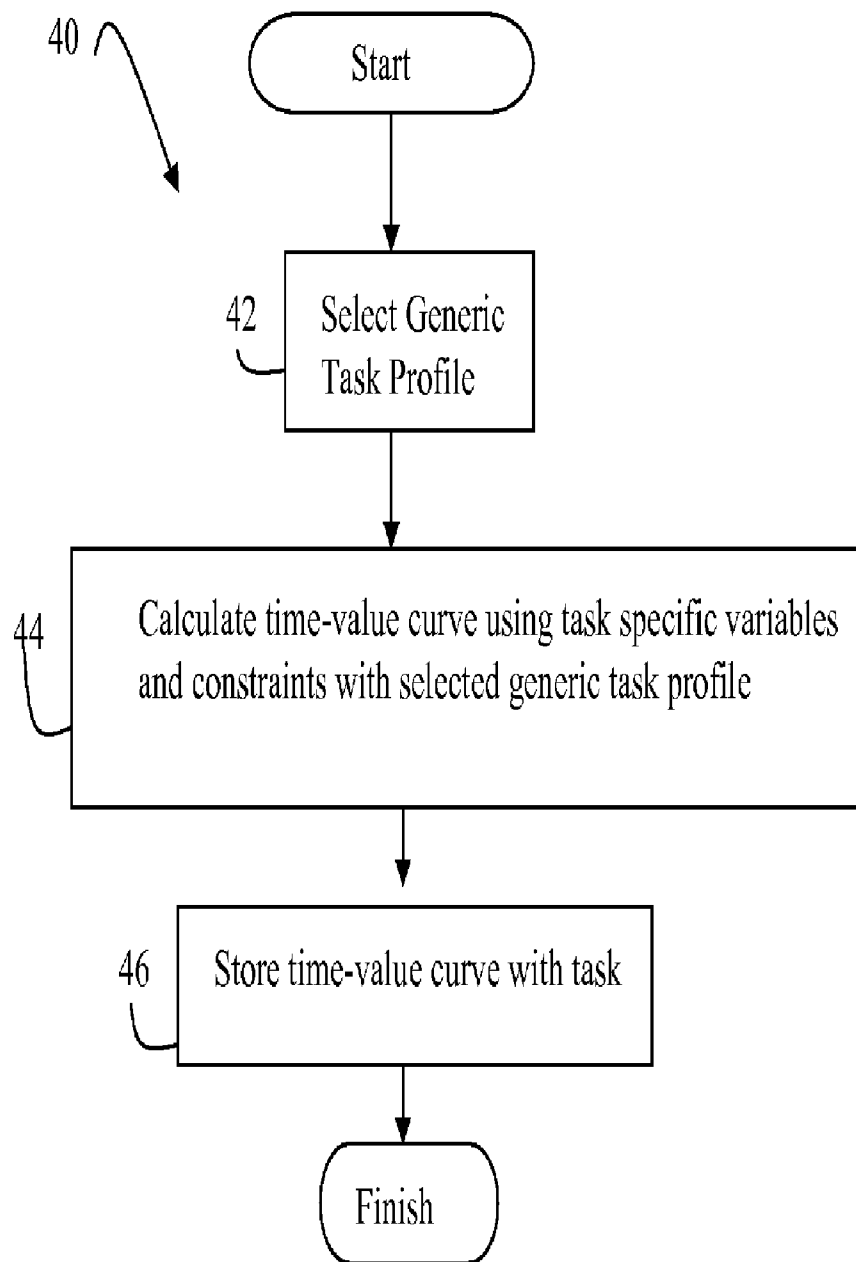 40
Start
42
Select Generic
Task Profile
44
Calculate time-value curve using task specific variables
and constraints with selected generic task profile
46
Store time-value curve with task
Finish